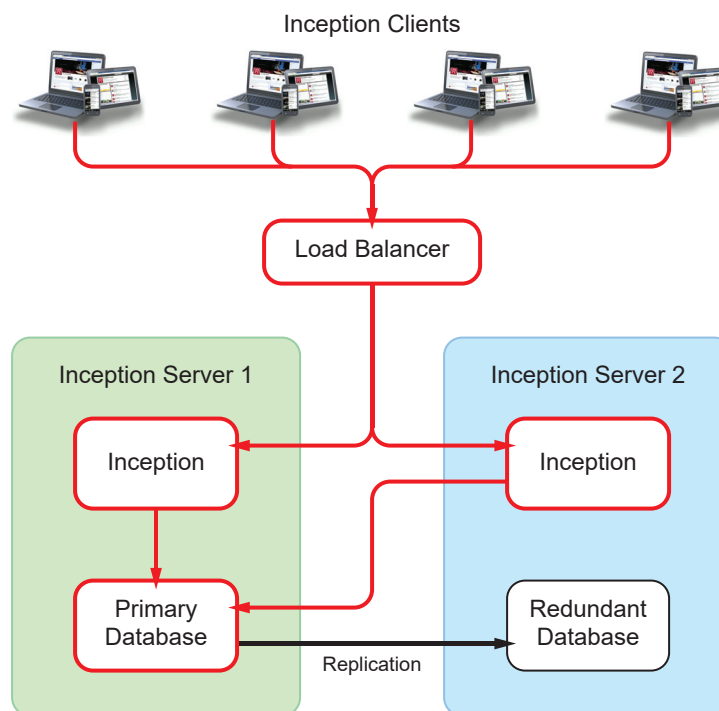 Inception Clients
Load Balancer
Inception Server 1
Inception Server 2
Inception
Inception
Primary
Database
Redundant
Database
Replication